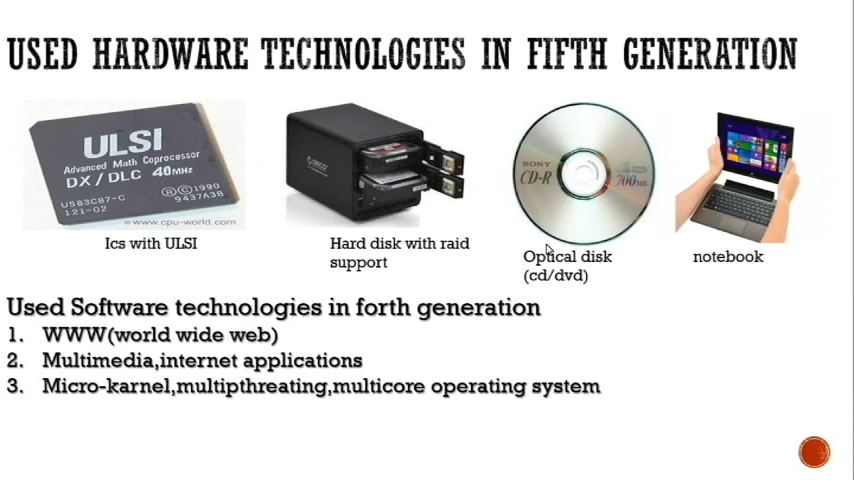 USED HARDWARE TECHNOLOGIES IN FIFTH GENERATION
ULSI
Advanced Math Coprocessor
DX/DLC 40MHz
US83C87-C
121-02
ⓇⒸ1990
9437A3B
©www.cpu-world.com
ORICO
SONY
CD-R
700MB
Ics with ULSI
Hard disk with raid
support
Optical disk
(cd/dvd)
notebook
Used Software technologies in forth generation
1. WWW(world wide web)
2. Multimedia,internet applications
3. Micro-karnel,multipthreating,multicore operating system